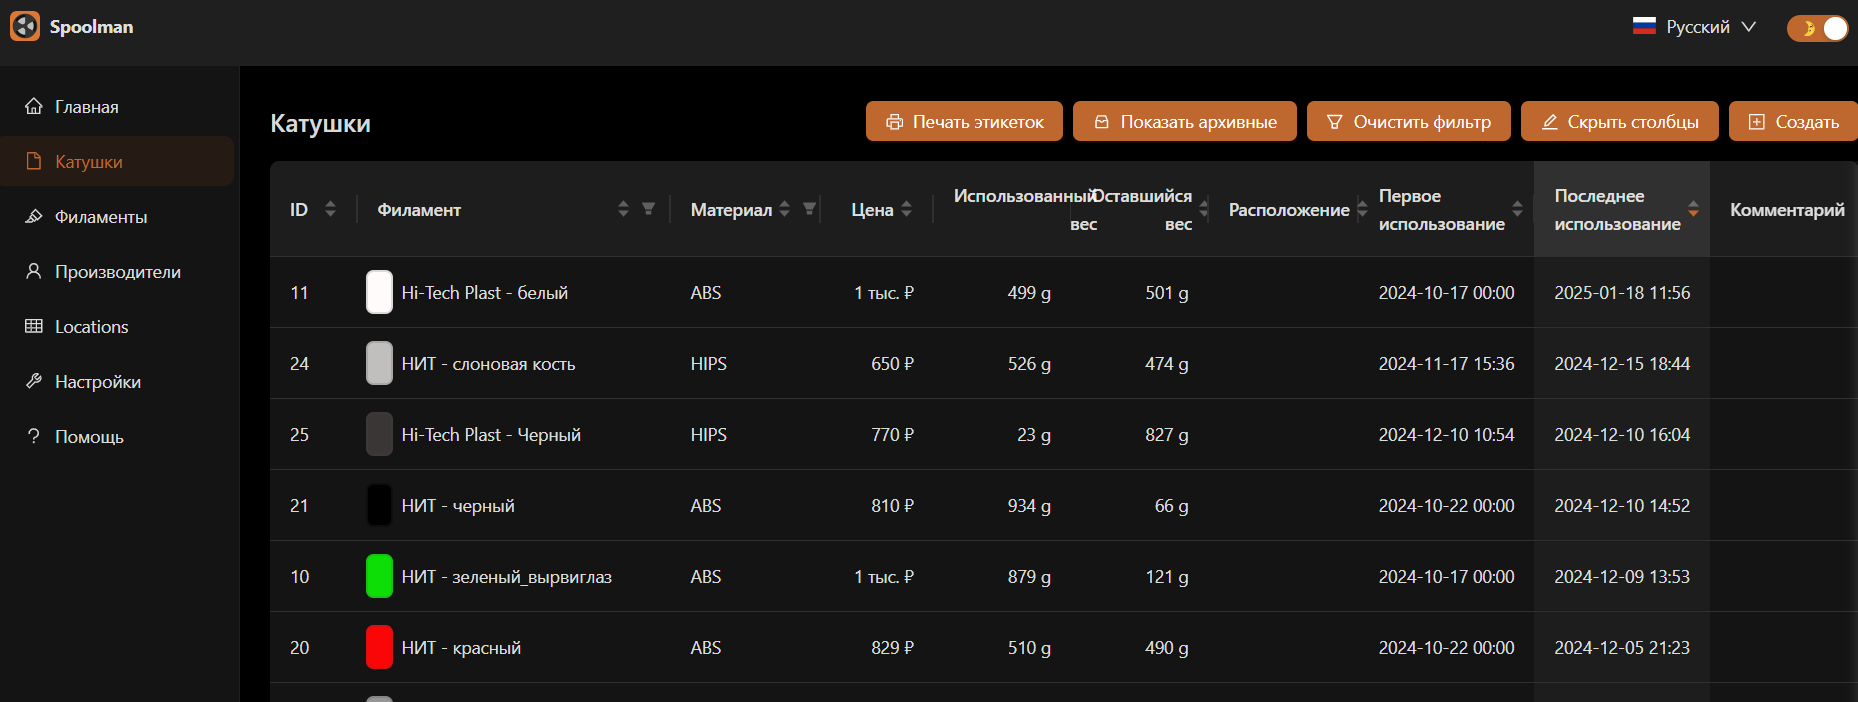 Spoolman
Русский
Главная
Катушки
Филаменты
Производители
Locations
Настройки
Помощь
Катушки
Печать этикеток
Показать архивные
Очистить фильтр
Скрыть столбцы
Создать
ID
Филамент
Материал
Цена
Использованный
вес
Оставшийся
вес
Расположение
Первое
использование
Последнее
использование
Комментарий
11 Hi-Tech Plast - белый ABS 1 тыс. ₽ 499 g 501 g 2024-10-17 00:00 2025-01-18 11:56
24 НИТ - слоновая кость HIPS 650 ₽ 526 g 474 g 2024-11-17 15:36 2024-12-15 18:44
25 Hi-Tech Plast - Черный HIPS 770 ₽ 23 g 827 g 2024-12-10 10:54 2024-12-10 16:04
21 НИТ - черный ABS 810 ₽ 934 g 66 g 2024-10-22 00:00 2024-12-10 14:52
10 НИТ - зеленый_вырвиглаз ABS 1 тыс. ₽ 879 g 121 g 2024-10-17 00:00 2024-12-09 13:53
20 НИТ - красный ABS 829 ₽ 510 g 490 g 2024-10-22 00:00 2024-12-05 21:23